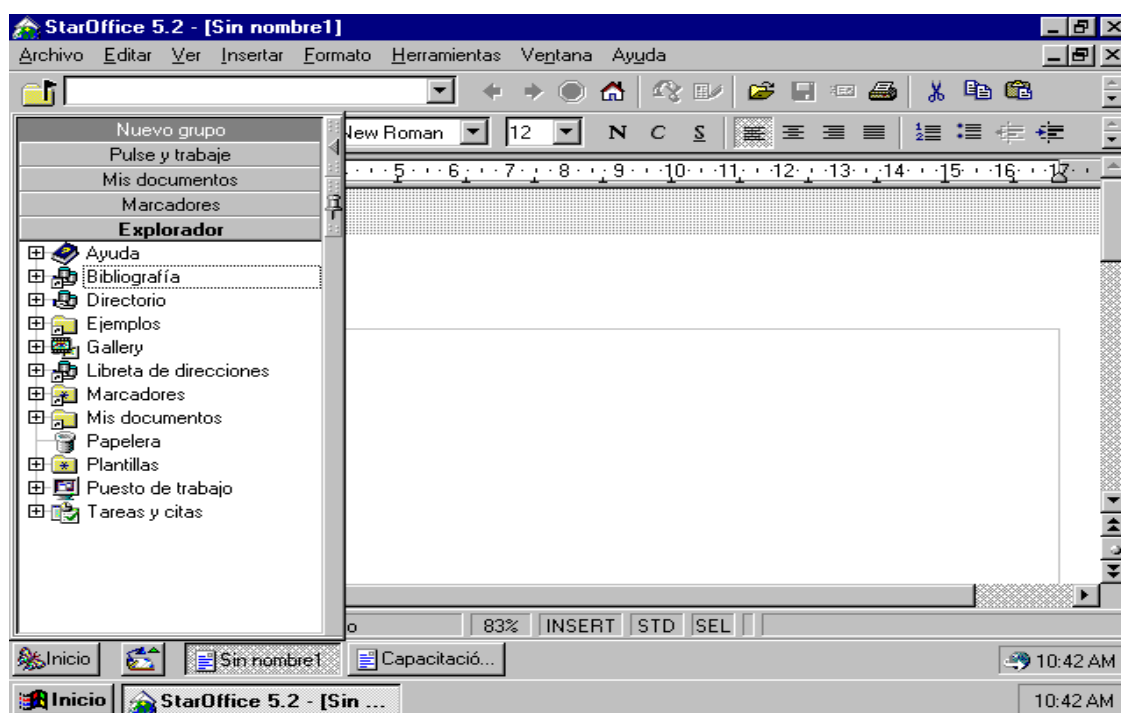 StarOffice 5.2 - [Sin nombre1]
Archivo Editar Ver Insertar Formato Herramientas Ventana Ayuda
Nuevo grupo
New Roman 12 N C S
Pulse y trabaje
Mis documentos
5 6 7 8 9 10 11 12 13 14 15 16 17
Marcadores
Explorador
Ayuda
Bibliografía
Directorio
Ejemplos
Gallery
Libreta de direcciones
Marcadores
Mis documentos
Papelera
Plantillas
Puesto de trabajo
Tareas y citas
83% INSERT STD SEL
Inicio Sin nombre1 Capacitació... 10:42 AM
Inicio StarOffice 5.2 - [Sin ... 10:42 AM